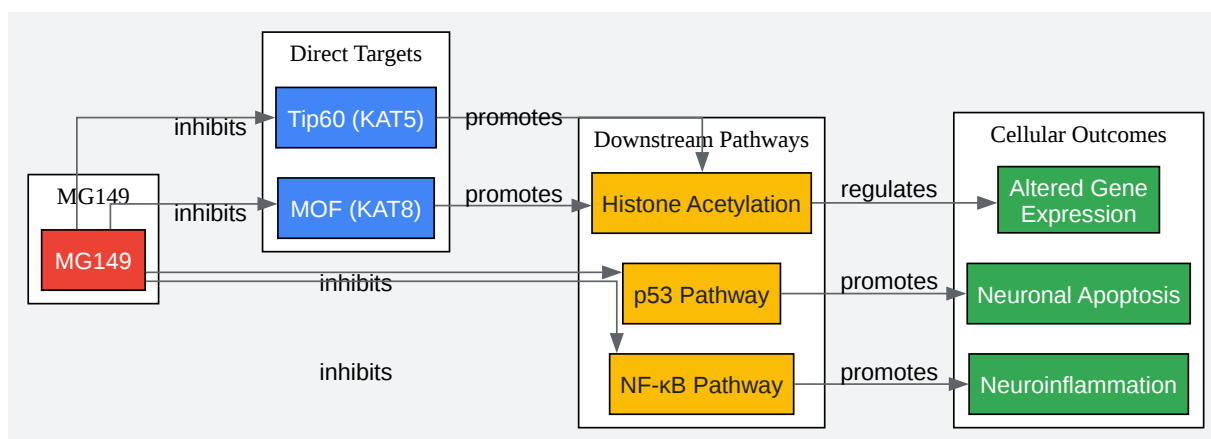 Direct Targets
Tip60 (KAT5)
inhibits
promotes
MOF (KAT8)
inhibits
promotes
MG149
MG149
inhibits
inhibits
Downstream Pathways
Histone Acetylation
regulates
p53 Pathway
promotes
NF-κB Pathway
promotes
Cellular Outcomes
Altered Gene
Expression
Neuronal Apoptosis
Neuroinflammation